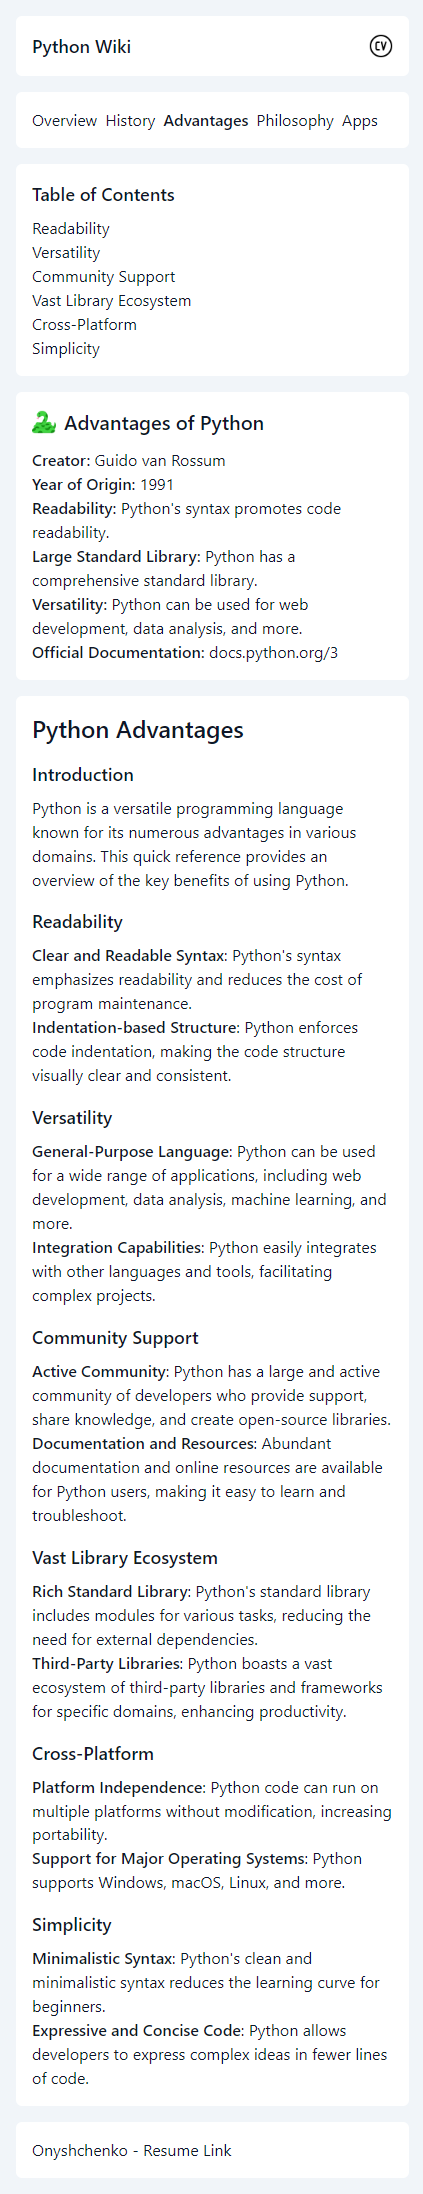 Python Wiki
CV
Overview History Advantages Philosophy Apps
Table of Contents
Readability
Versatility
Community Support
Vast Library Ecosystem
Cross-Platform
Simplicity
Advantages of Python
Creator: Guido van Rossum
Year of Origin: 1991
Readability: Python's syntax promotes code
readability.
Large Standard Library: Python has a
comprehensive standard library.
Versatility: Python can be used for web
development, data analysis, and more.
Official Documentation: docs.python.org/3
Python Advantages
Introduction
Python is a versatile programming language
known for its numerous advantages in various
domains. This quick reference provides an
overview of the key benefits of using Python.
Readability
Clear and Readable Syntax: Python's syntax
emphasizes readability and reduces the cost of
program maintenance.
Indentation-based Structure: Python enforces
code indentation, making the code structure
visually clear and consistent.
Versatility
General-Purpose Language: Python can be used
for a wide range of applications, including web
development, data analysis, machine learning, and
more.
Integration Capabilities: Python easily integrates
with other languages and tools, facilitating
complex projects.
Community Support
Active Community: Python has a large and active
community of developers who provide support,
share knowledge, and create open-source libraries.
Documentation and Resources: Abundant
documentation and online resources are available
for Python users, making it easy to learn and
troubleshoot.
Vast Library Ecosystem
Rich Standard Library: Python's standard library
includes modules for various tasks, reducing the
need for external dependencies.
Third-Party Libraries: Python boasts a vast
ecosystem of third-party libraries and frameworks
for specific domains, enhancing productivity.
Cross-Platform
Platform Independence: Python code can run on
multiple platforms without modification, increasing
portability.
Support for Major Operating Systems: Python
supports Windows, macOS, Linux, and more.
Simplicity
Minimalistic Syntax: Python's clean and
minimalistic syntax reduces the learning curve for
beginners.
Expressive and Concise Code: Python allows
developers to express complex ideas in fewer lines
of code.
Onyshchenko - Resume Link